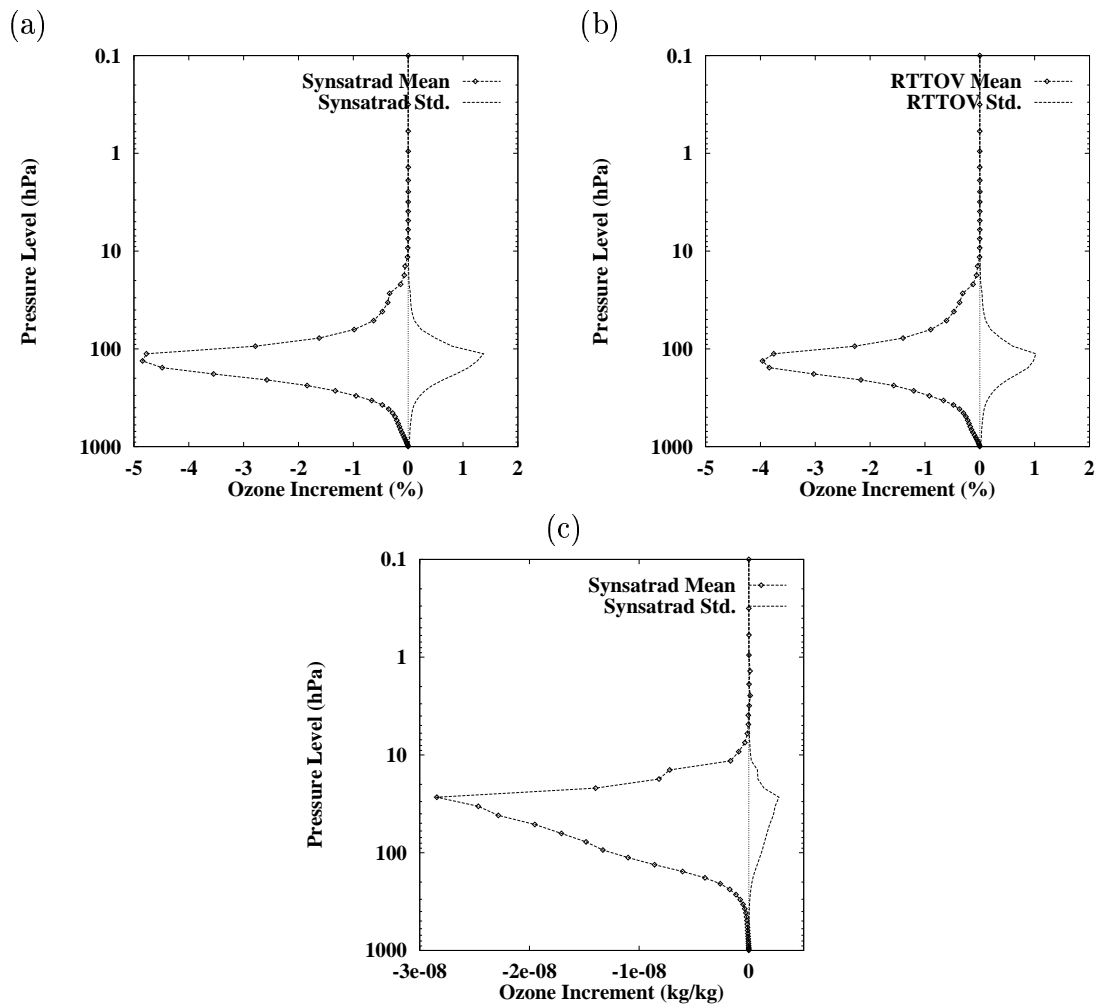 (a)
0.1
1
10
100
1000
Pressure Level (hPa)
Synsatrad Mean
Synsatrad Std.
-5 -4 -3 -2 -1 0 1 2
Ozone Increment (%)
(b)
0.1
1
10
100
1000
Pressure Level (hPa)
RTTOV Mean
RTTOV Std.
-5 -4 -3 -2 -1 0 1 2
Ozone Increment (%)
(c)
0.1
1
10
100
1000
Pressure Level (hPa)
Synsatrad Mean
Synsatrad Std.
-3e-08 -2e-08 -1e-08 0
Ozone Increment (kg/kg)